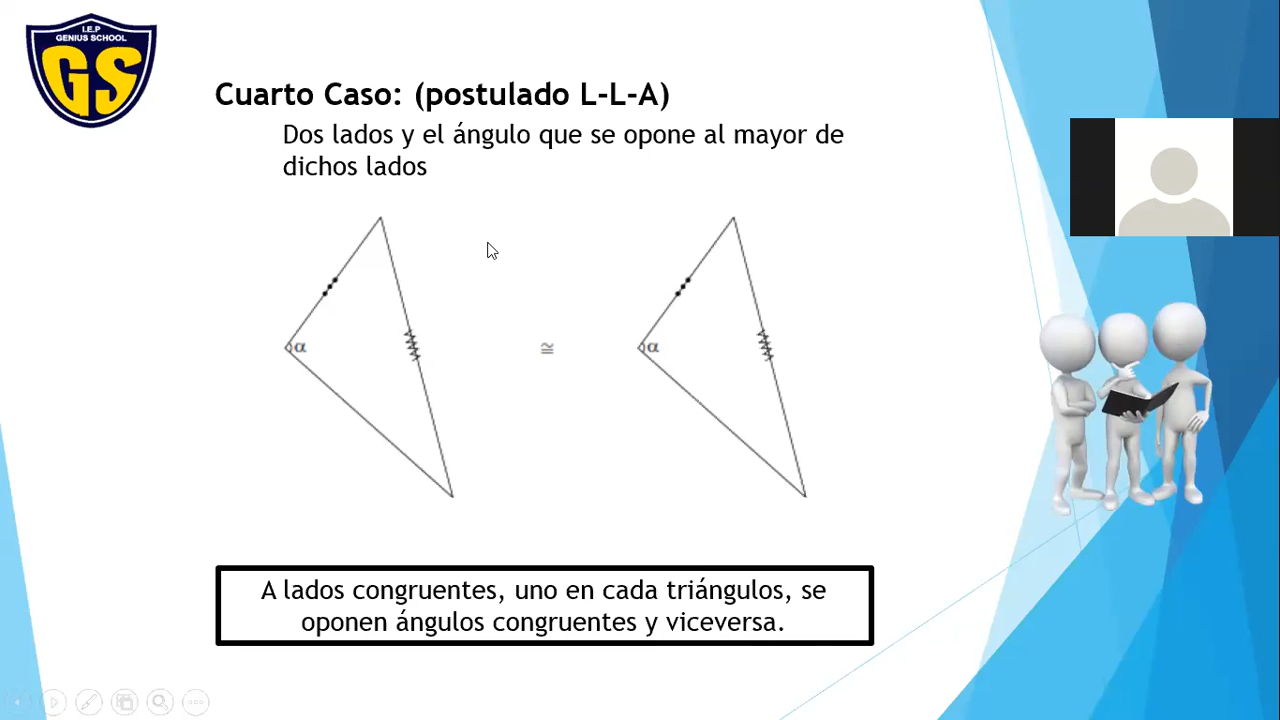 I.E.P
GENIUS SCHOOL
GS
Cuarto Caso: (postulado L-L-A)
Dos lados y el ángulo que se opone al mayor de
dichos lados
α ≅ α
A lados congruentes, uno en cada triángulos, se
oponen ángulos congruentes y viceversa.